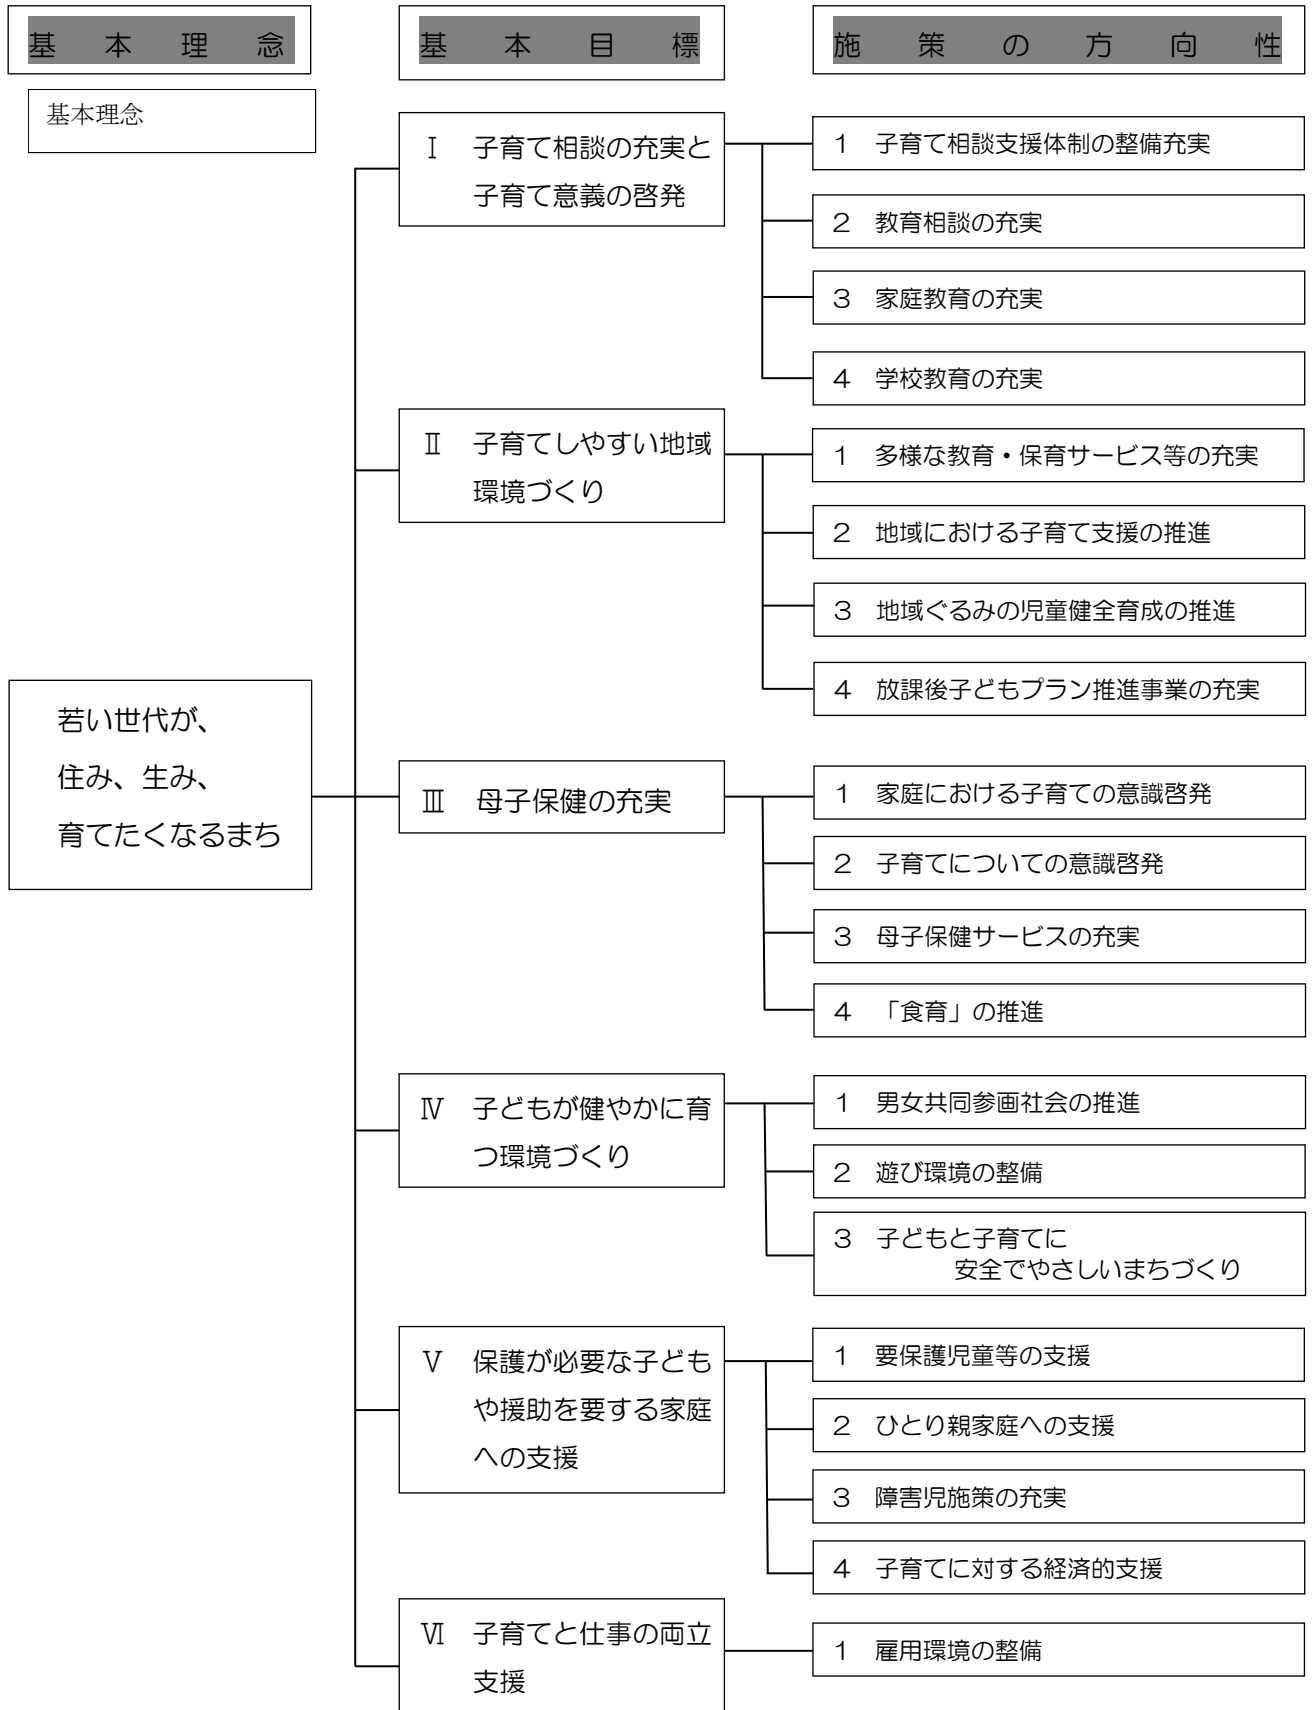 基本理念
基本目標
施策の方向性
基本理念
若い世代が、
住み、生み、
育てたくなるまち
Ⅰ 子育て相談の充実と
子育て意義の啓発
1 子育て相談支援体制の整備充実
2 教育相談の充実
3 家庭教育の充実
4 学校教育の充実
Ⅱ 子育てしやすい地域
環境づくり
1 多様な教育・保育サービス等の充実
2 地域における子育て支援の推進
3 地域ぐるみの児童健全育成の推進
4 放課後子どもプラン推進事業の充実
Ⅲ 母子保健の充実
1 家庭における子育ての意識啓発
2 子育てについての意識啓発
3 母子保健サービスの充実
4 「食育」の推進
Ⅳ 子どもが健やかに育
つ環境づくり
1 男女共同参画社会の推進
2 遊び環境の整備
3 子どもと子育てに
安全でやさしいまちづくり
Ⅴ 保護が必要な子ども
や援助を要する家庭
への支援
1 要保護児童等の支援
2 ひとり親家庭への支援
3 障害児施策の充実
4 子育てに対する経済的支援
Ⅵ 子育てと仕事の両立
支援
1 雇用環境の整備